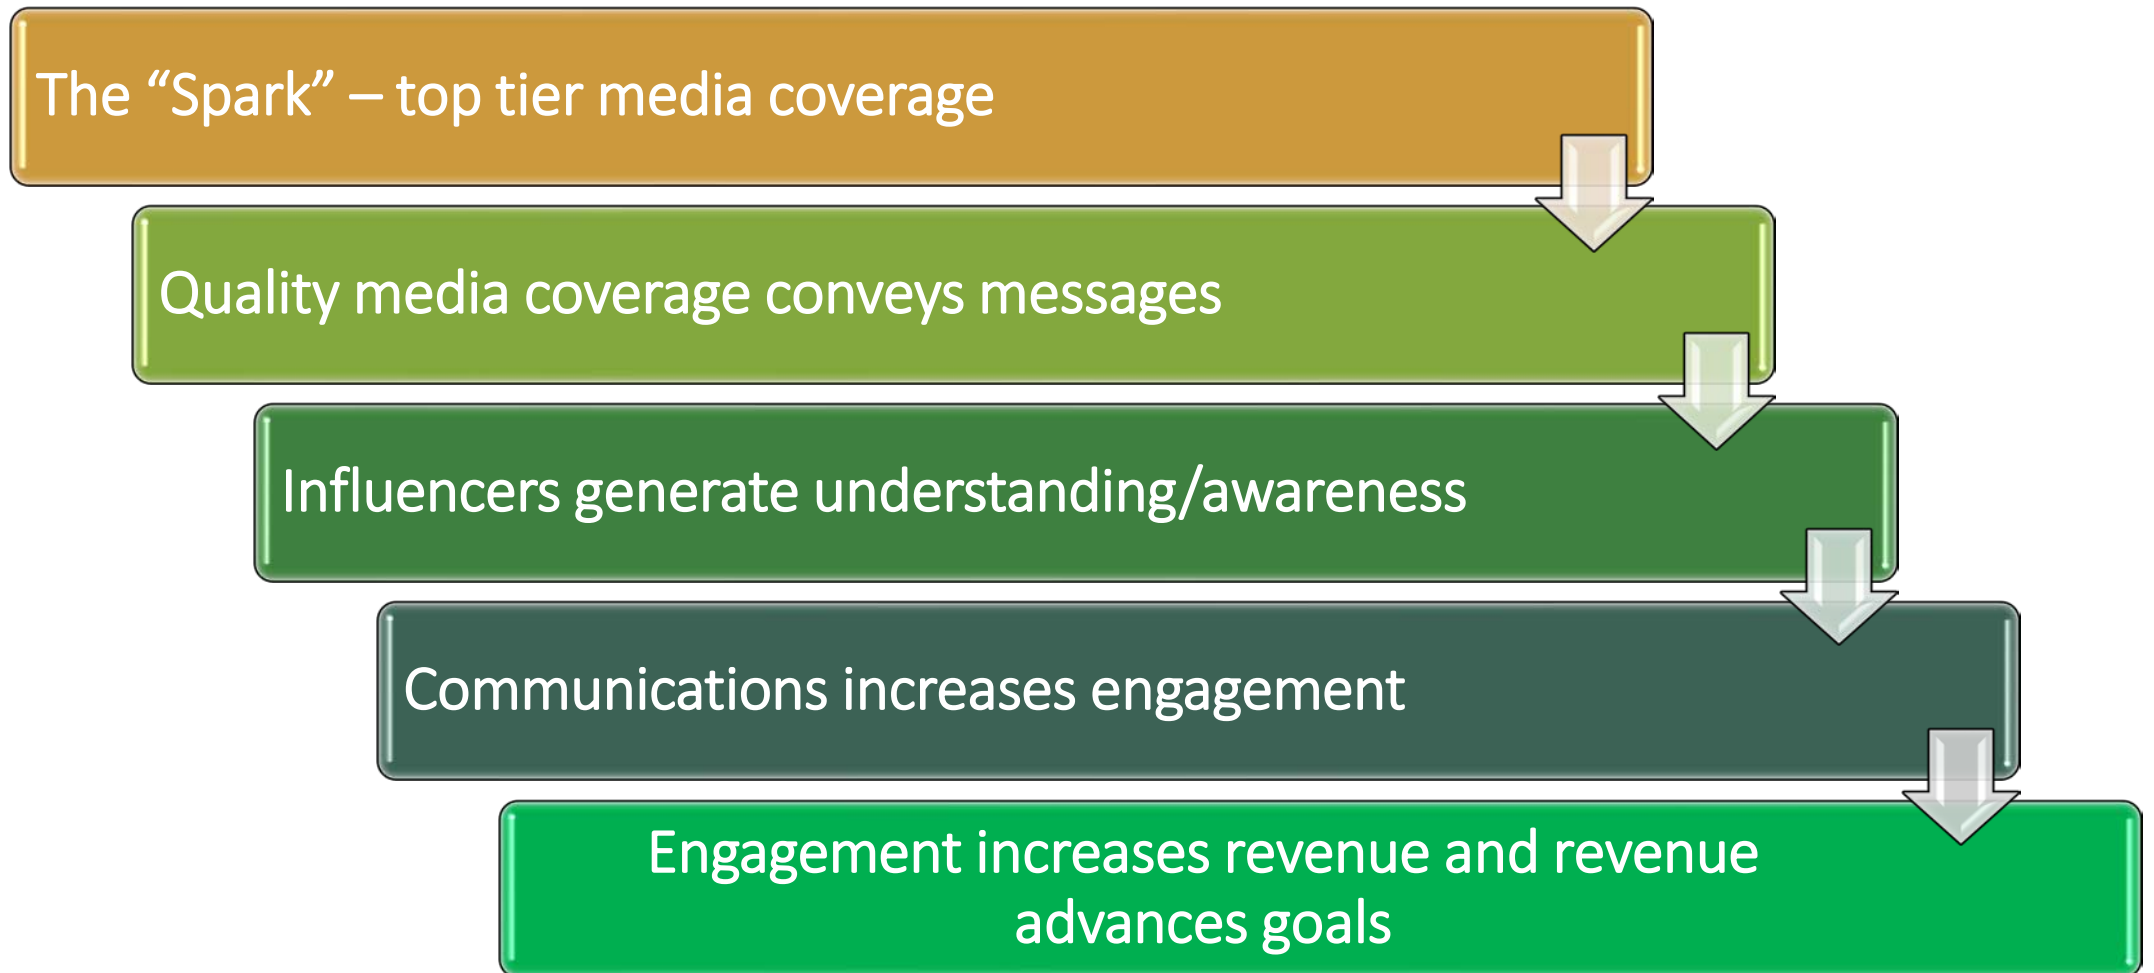 The “Spark” – top tier media coverage
Quality media coverage conveys messages
Influencers generate understanding/awareness
Communications increases engagement
Engagement increases revenue and revenue
advances goals